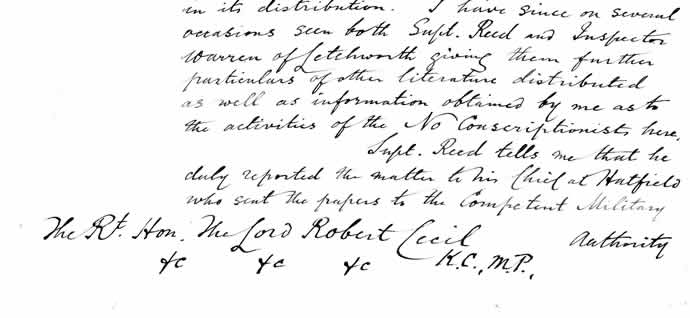 in its distribution. I have since on several
occasions seen both Supt. Reed and Inspector
Warren of Letchworth giving them further
particulars of other literature distributed
as well as information obtained by me as to
the activities of the No Conscriptionists here.
Supt. Reed tells me that he
duly reported the matter to his Chief at Hatfield
who sent the papers to the Competent Military
Authority
The Rt. Hon. The Lord Robert Cecil
&c &c &c K.C., M.P.,